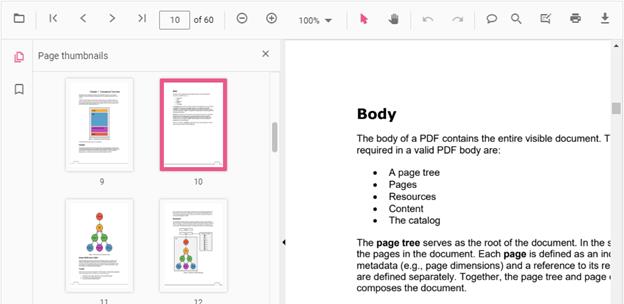 10 of 60
100%
Page thumbnails
9
10
11
12
Body
The body of a PDF contains the entire visible document. T
required in a valid PDF body are:
A page tree
Pages
Resources
Content
The catalog
The page tree serves as the root of the document. In the s
the pages in the document. Each page is defined as an in
metadata (e.g., page dimensions) and a reference to its re
are defined separately. Together, the page tree and page
composes the document.